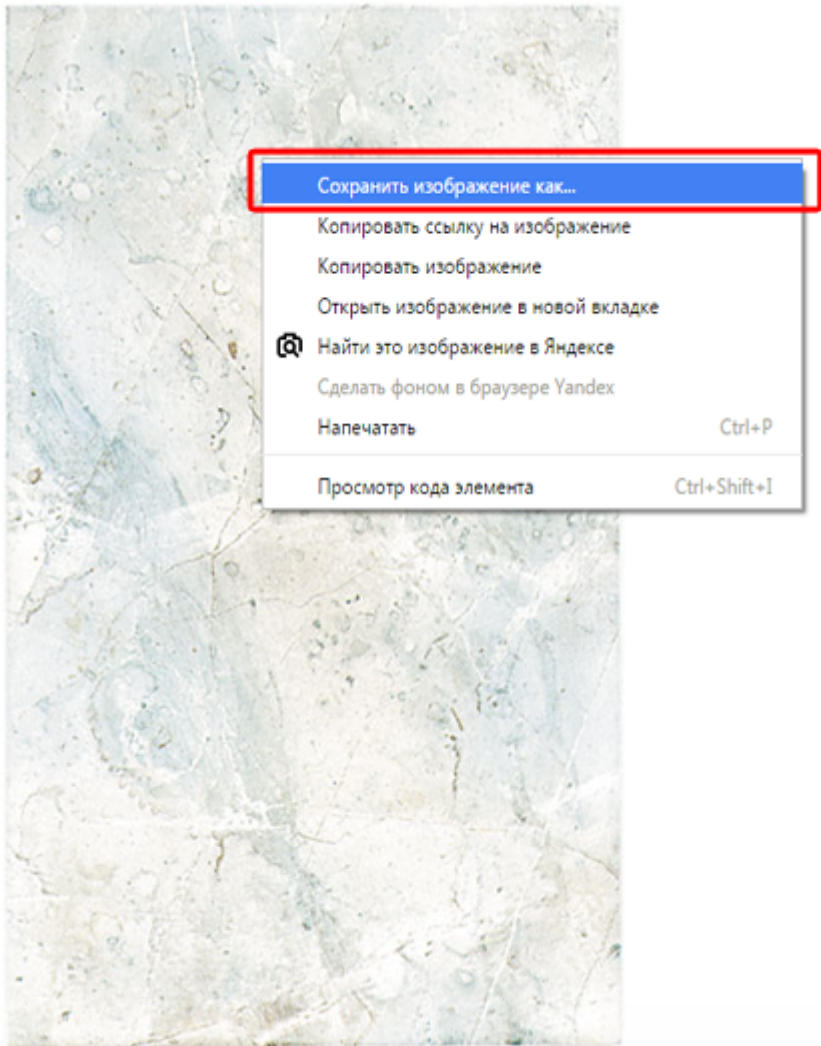 Сохранить изображение как...
Копировать ссылку на изображение
Копировать изображение
Открыть изображение в новой вкладке
Найти это изображение в Яндексе
Сделать фоном в браузере Yandex
Напечатать Ctrl+P
Просмотр кода элемента Ctrl+Shift+I